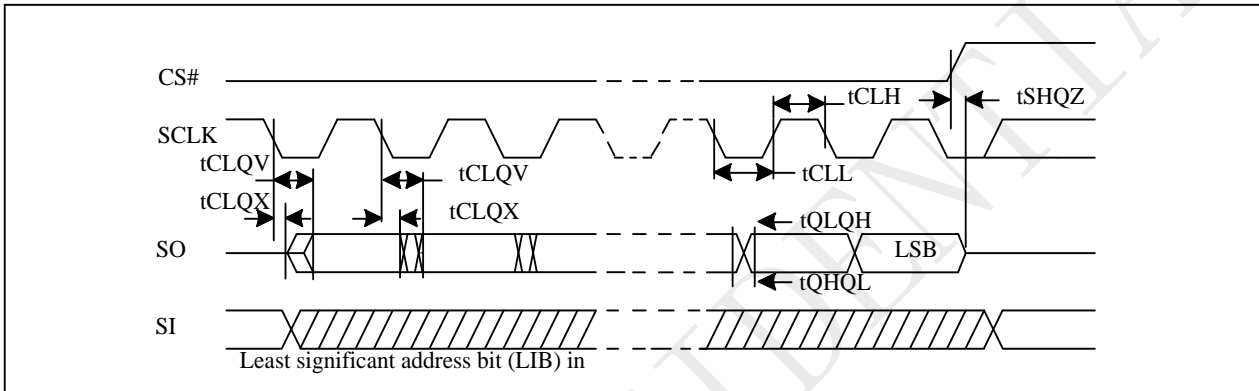 CS#
tCLH
tSHQZ
SCLK
tCLQV
tCLQV
tCLL
tCLQX
tCLQX
tQLQH
SO
LSB
tQHQL
SI
Least significant address bit (LIB) in